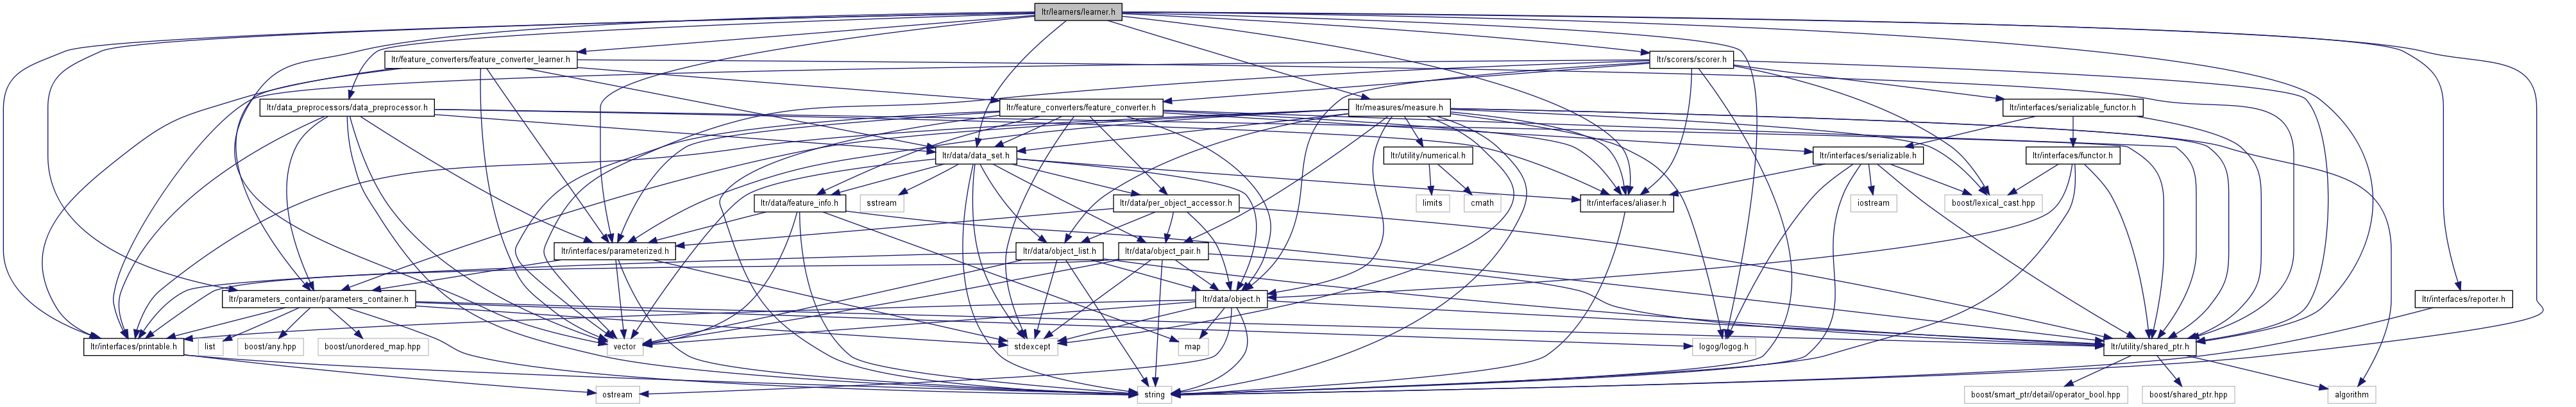 ltr/learners/learner.h
ltr/feature_converters/feature_converter_learner.h
ltr/scorers/scorer.h
ltr/data_preprocessors/data_preprocessor.h
ltr/feature_converters/feature_converter.h
ltr/measures/measure.h
ltr/interfaces/serializable_functor.h
ltr/data/data_set.h
ltr/utility/numerical.h
ltr/interfaces/serializable.h
ltr/interfaces/functor.h
ltr/data/feature_info.h
sstream
ltr/data/per_object_accessor.h
ltr/interfaces/aliaser.h
limits
cmath
iostream
boost/lexical_cast.hpp
ltr/interfaces/parameterized.h
ltr/data/object_list.h
ltr/data/object_pair.h
ltr/parameters_container/parameters_container.h
ltr/data/object.h
ltr/interfaces/reporter.h
ltr/interfaces/printable.h
list
boost/any.hpp
boost/unordered_map.hpp
vector
stdexcept
map
logog/logog.h
ltr/utility/shared_ptr.h
ostream
string
boost/smart_ptr/detail/operator_bool.hpp
boost/shared_ptr.hpp
algorithm